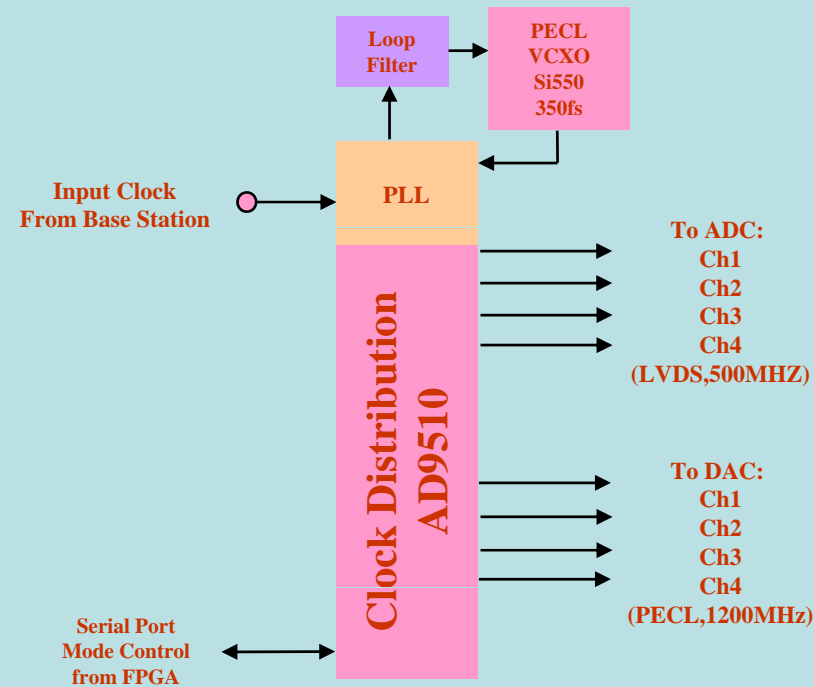 Loop
Filter
PECL
VCXO
Si550
350fs
Input Clock
From Base Station
PLL
To ADC:
Ch1
Ch2
Ch3
Ch4
(LVDS,500MHZ)
Clock Distribution
AD9510
To DAC:
Ch1
Ch2
Ch3
Ch4
(PECL,1200MHz)
Serial Port
Mode Control
from FPGA